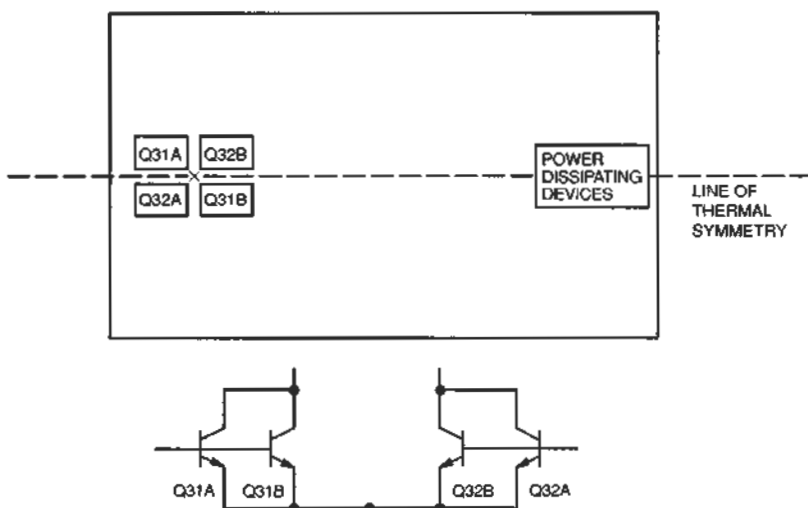 Q31A Q32B
Q32A Q31B
POWER
DISSIPATING
DEVICES
LINE OF
THERMAL
SYMMETRY
Q31A Q31B Q32B Q32A